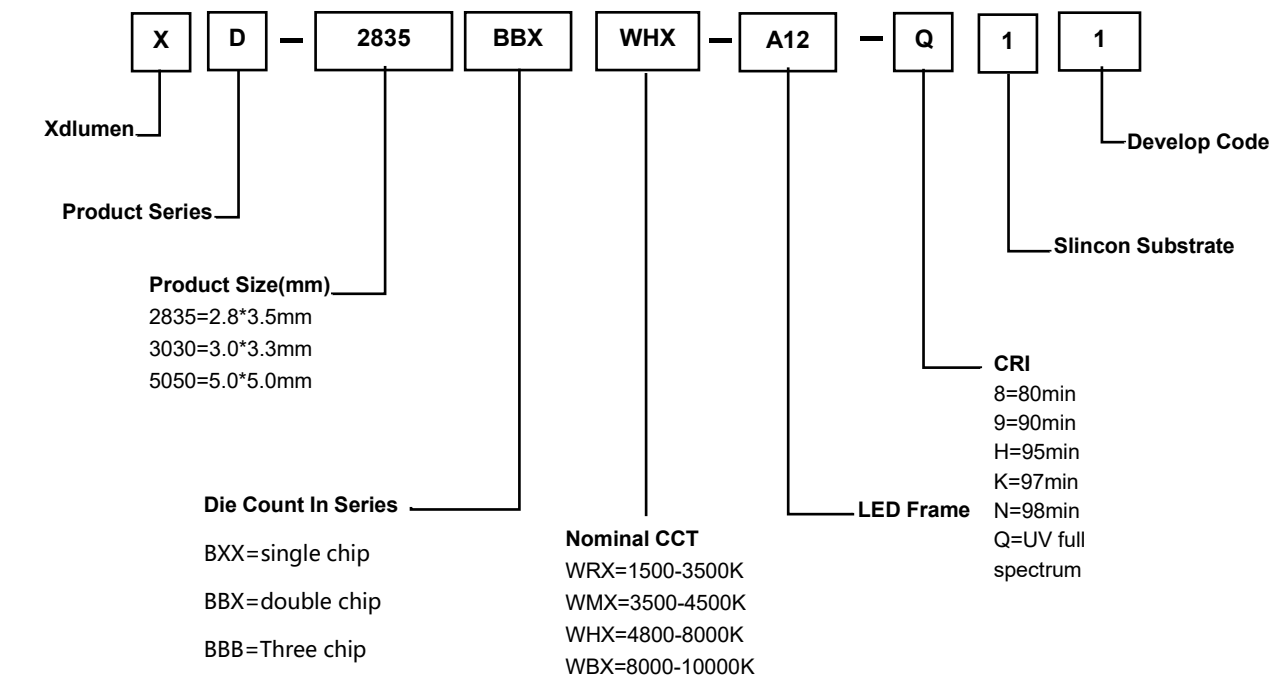 X D — 2835 BBX WHX — A12 — Q 1 1
Xdlumen
Develop Code
Product Series
Slincon Substrate
Product Size(mm)
2835=2.8*3.5mm
3030=3.0*3.3mm
5050=5.0*5.0mm
CRI
8=80min
9=90min
H=95min
K=97min
N=98min
Q=UV full
spectrum
Die Count In Series
BXX=single chip
BBX=double chip
BBB=Three chip
LED Frame
Nominal CCT
WRX=1500-3500K
WMX=3500-4500K
WHX=4800-8000K
WBX=8000-10000K